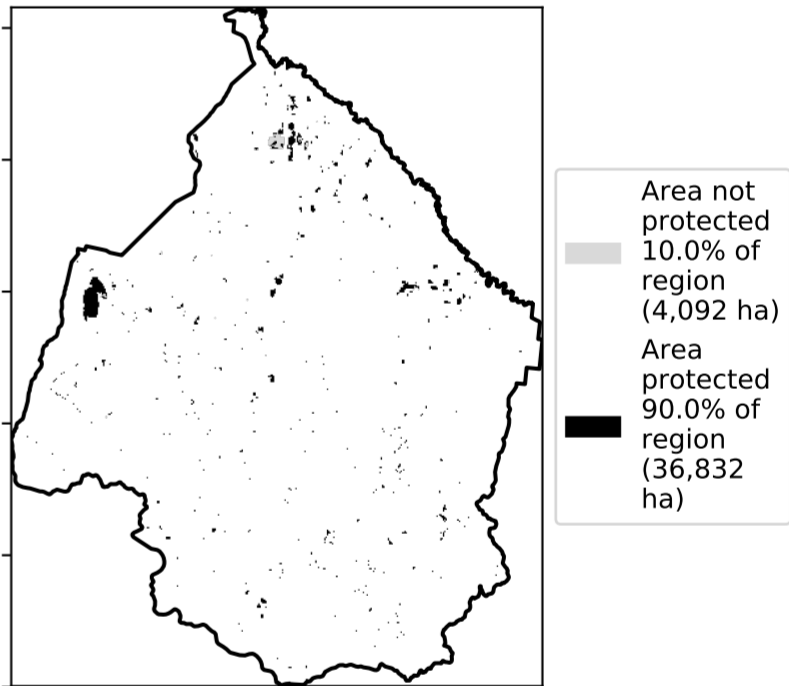 Area not
protected
10.0% of
region
(4,092 ha)
Area
protected
90.0% of
region
(36,832
ha)